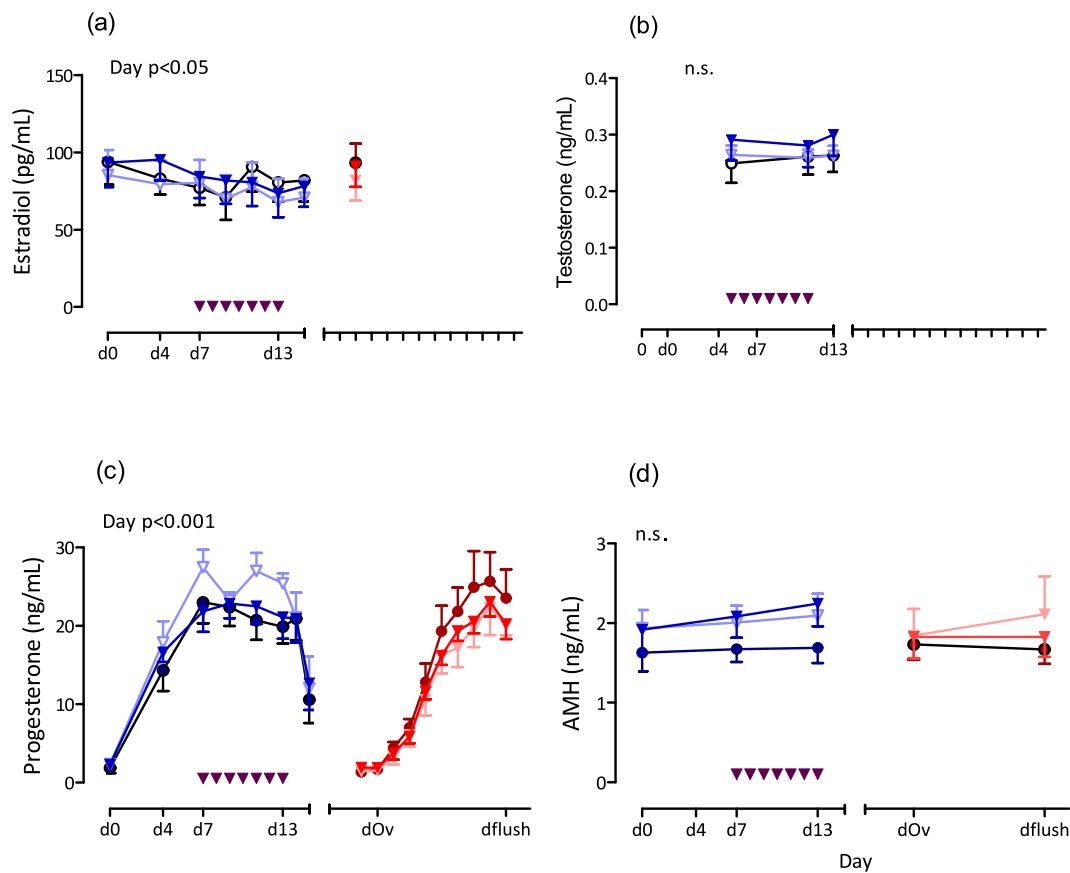 (a)
Day p<0.05
Estradiol (pg/mL)
150
100
50
0
d0 d4 d7 d13
(b)
n.s.
Testosterone (ng/mL)
0.4
0.3
0.2
0.1
0.0
0 d0 d4 d7 d13
(c)
Day p<0.001
Progesterone (ng/mL)
30
20
10
0
d0 d4 d7 d13 dOv dflush
(d)
n.s.
AMH (ng/mL)
3
2
1
0
d0 d4 d7 d13 dOv dflush
Day